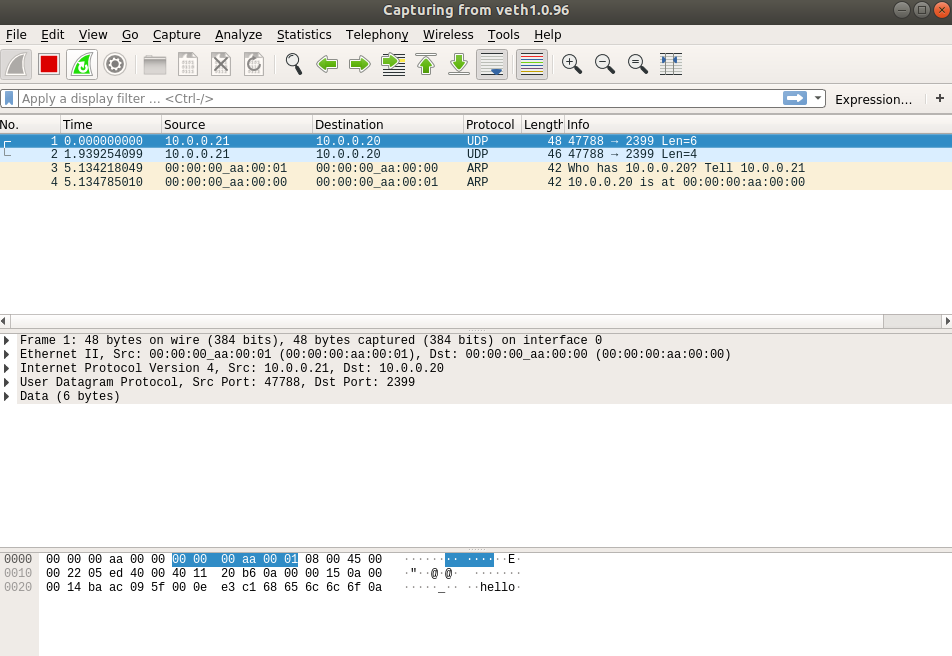 Capturing from veth1.0.96
File Edit View Go Capture Analyze Statistics Telephony Wireless Tools Help
Apply a display filter ... <Ctrl-/> Expression... +
No. Time Source Destination Protocol Length Info
1 0.000000000 10.0.0.21 10.0.0.20 UDP 48 47788 → 2399 Len=6
2 1.939254099 10.0.0.21 10.0.0.20 UDP 46 47788 → 2399 Len=4
3 5.134218049 00:00:00_aa:00:01 00:00:00_aa:00:00 ARP 42 Who has 10.0.0.20? Tell 10.0.0.21
4 5.134785010 00:00:00_aa:00:00 00:00:00_aa:00:01 ARP 42 10.0.0.20 is at 00:00:00:aa:00:00
Frame 1: 48 bytes on wire (384 bits), 48 bytes captured (384 bits) on interface 0
Ethernet II, Src: 00:00:00_aa:00:01 (00:00:00:aa:00:01), Dst: 00:00:00_aa:00:00 (00:00:00:aa:00:00)
Internet Protocol Version 4, Src: 10.0.0.21, Dst: 10.0.0.20
User Datagram Protocol, Src Port: 47788, Dst Port: 2399
Data (6 bytes)
0000 00 00 00 aa 00 00 00 00 00 aa 00 01 08 00 45 00 ········ ······E·
0010 00 22 05 ed 40 00 40 11 20 b6 0a 00 00 15 0a 00 ·"··@·@· ·······
0020 00 14 ba ac 09 5f 00 0e e3 c1 68 65 6c 6c 6f 0a ·····_·· ··hello·